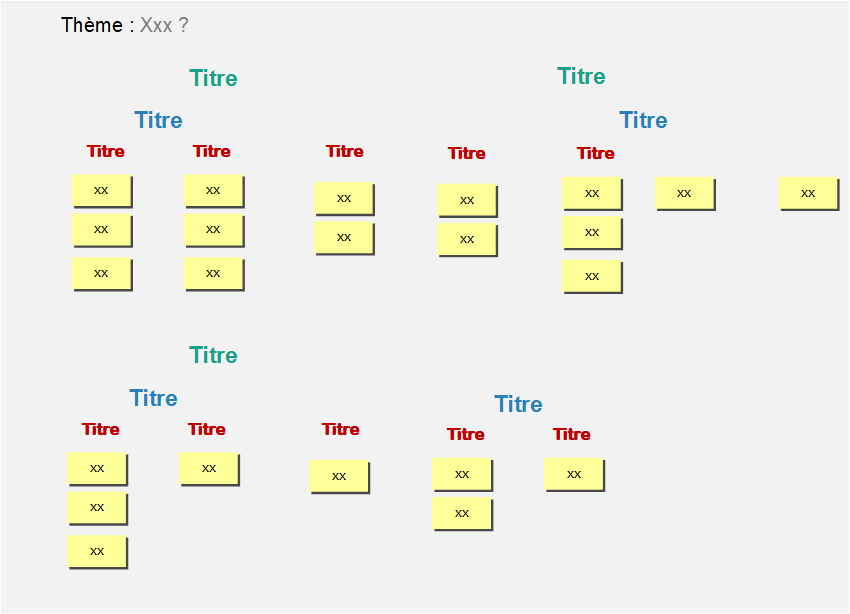 Thème : Xxx ?
Titre Titre
Titre Titre
Titre Titre Titre Titre Titre
xx xx xx xx xx xx xx
xx xx xx xx xx
xx xx xx
Titre
Titre Titre
Titre Titre Titre Titre Titre
xx xx xx xx xx
xx xx
xx